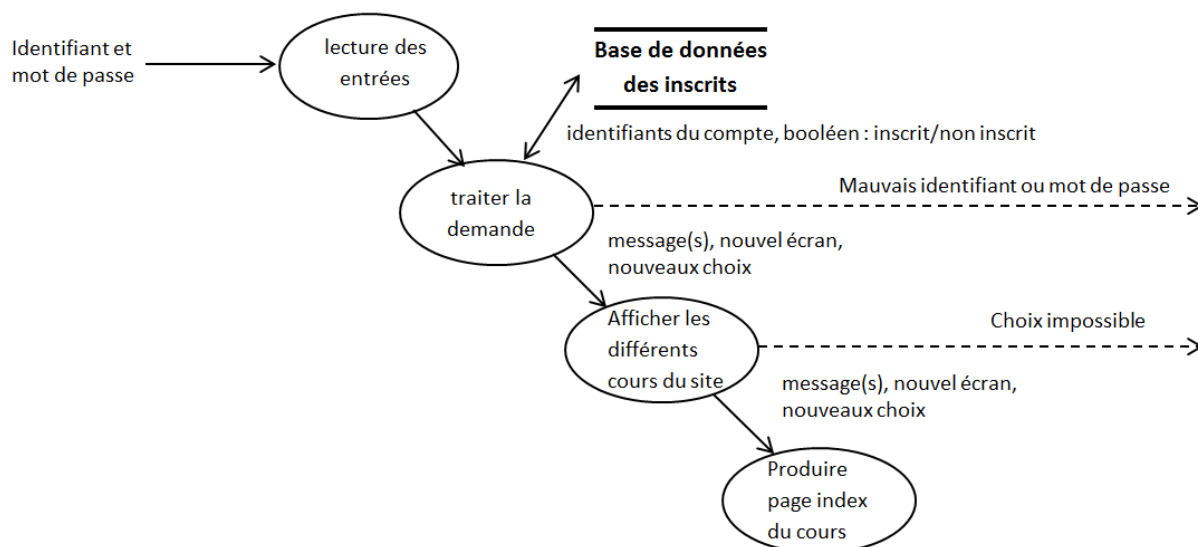 Identifiant et
mot de passe
lecture des
entrées
Base de données
des inscrits
identifiants du compte, booléen : inscrit/non inscrit
traiter la
demande
Mauvais identifiant ou mot de passe
message(s), nouvel écran,
nouveaux choix
Afficher les
différents
cours du site
Choix impossible
message(s), nouvel écran,
nouveaux choix
Produire
page index
du cours